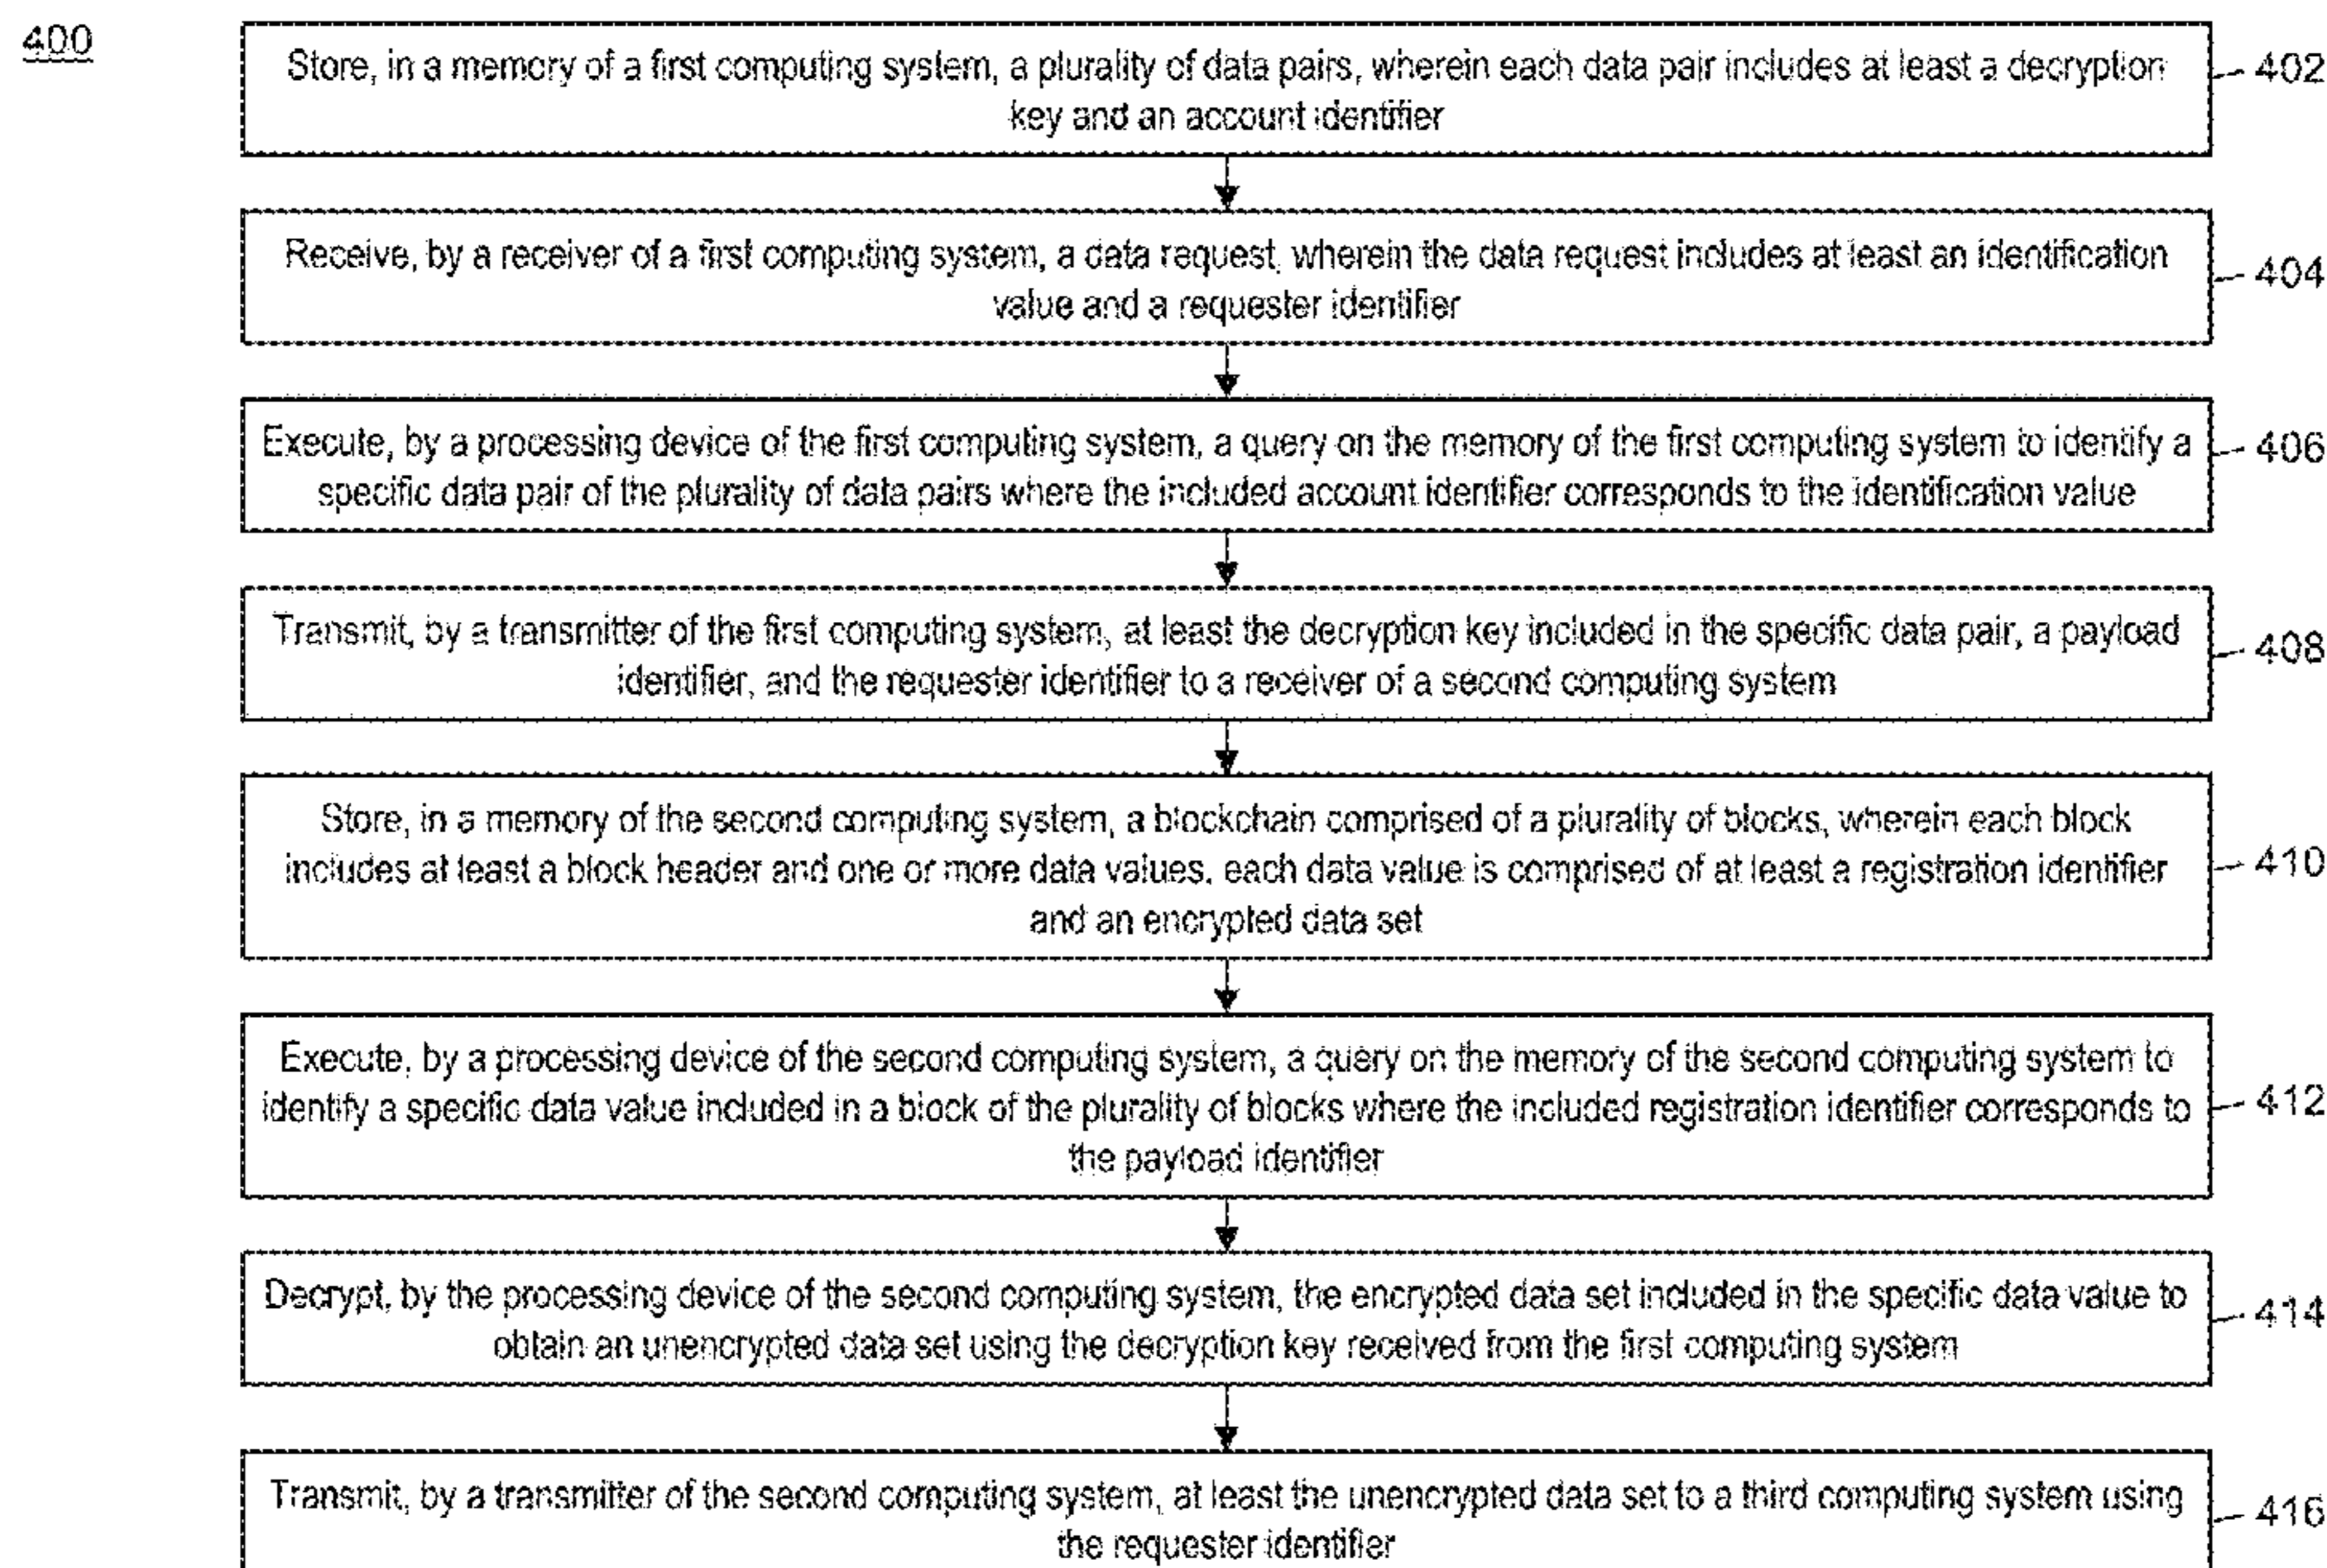 400
Store, in a memory of a first computing system, a plurality of data pairs, wherein each data pair includes at least a decryption
key and an account identifier
402
Receive, by a receiver of a first computing system, a data request, wherein the data request includes at least an identification
value and a requester identifier
404
Execute, by a processing device of the first computing system, a query on the memory of the first computing system to identify a
specific data pair of the plurality of data pairs where the included account identifier corresponds to the identification value
406
Transmit, by a transmitter of the first computing system, at least the decryption key included in the specific data pair, a payload
identifier, and the requester identifier to a receiver of a second computing system
408
Store, in a memory of the second computing system, a blockchain comprised of a plurality of blocks, wherein each block
includes at least a block header and one or more data values, each data value is comprised of at least a registration identifier
and an encrypted data set
410
Execute, by a processing device of the second computing system, a query on the memory of the second computing system to
identify a specific data value included in a block of the plurality of blocks where the included registration identifier corresponds to
the payload identifier
412
Decrypt, by the processing device of the second computing system, the encrypted data set included in the specific data value to
obtain an unencrypted data set using the decryption key received from the first computing system
414
Transmit, by a transmitter of the second computing system, at least the unencrypted data set to a third computing system using
the requester identifier
416